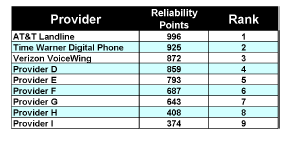 Provider Reliability Points Rank
AT&T Landline 996 1
Time Warner Digital Phone 925 2
Verizon VoiceWing 872 3
Provider D 859 4
Provider E 793 5
Provider F 687 6
Provider G 643 7
Provider H 408 8
Provider I 374 9